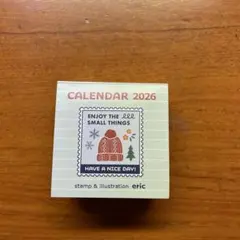 CALENDAR 2026
ENJOY THE
SMALL THINGS
HAVE A NICE DAY!
stamp & illustration eric